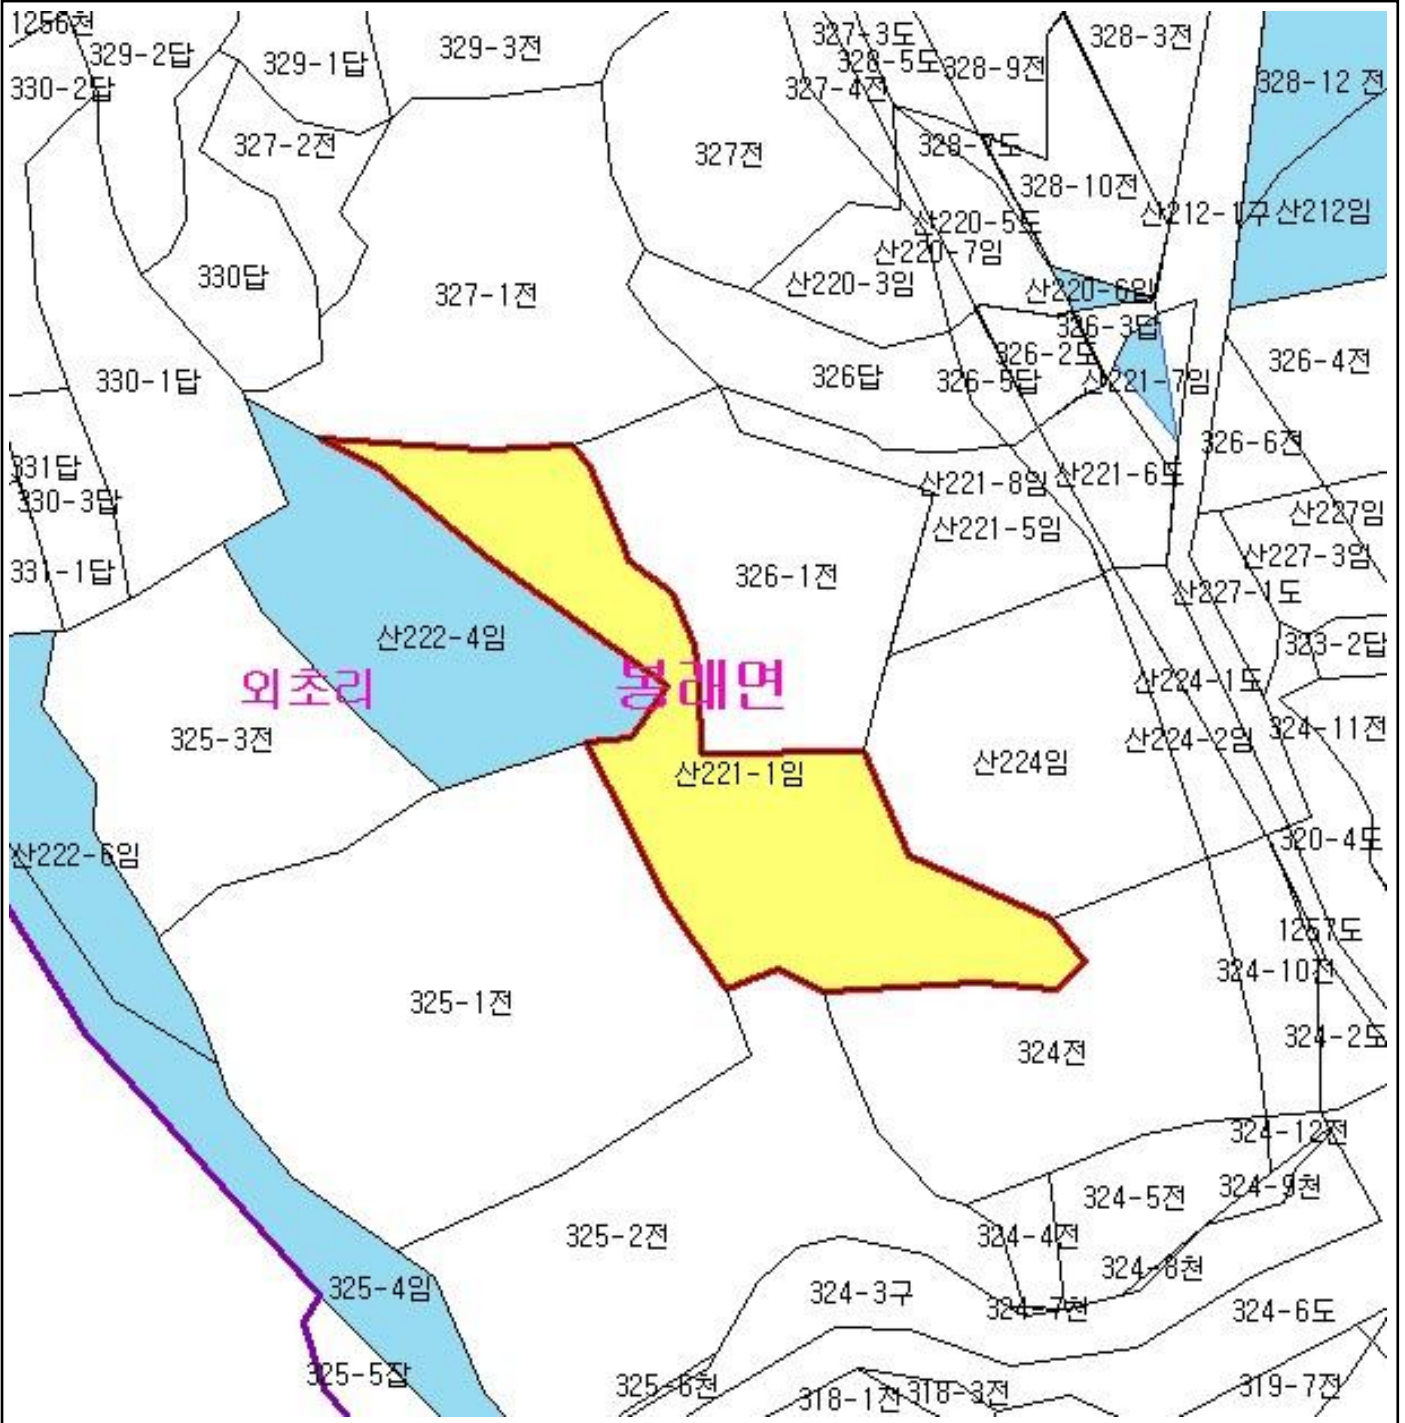 1256천
329-2답
329-1답
329-3전
327-3도
328-5도
328-9전
328-3전
330-2답
327-4전
328-12 전
327-2전
327전
328-7도
328-10전
산220-5도
산212-1구
산212임
330답
327-1전
산220-7임
산220-3임
산220-6임
326-3답
326-2도
330-1답
326답
326-5답
산221-7임
326-4전
331답
326-6전
330-3답
산221-8임
산221-6도
산227임
산221-5임
331-1답
326-1전
산227-3임
산227-1도
산222-4임
323-2답
외초리
봉래면
산224-1도
325-3전
산221-1임
산224임
산224-2임
324-11전
산222-6임
320-4도
1257도
324-10전
325-1전
324전
324-2도
324-12전
324-5전
324-9천
325-2전
324-4전
324-8천
325-4임
324-3구
324-7천
324-6도
325-5잡
325-6천
318-1전
318-3전
319-7전